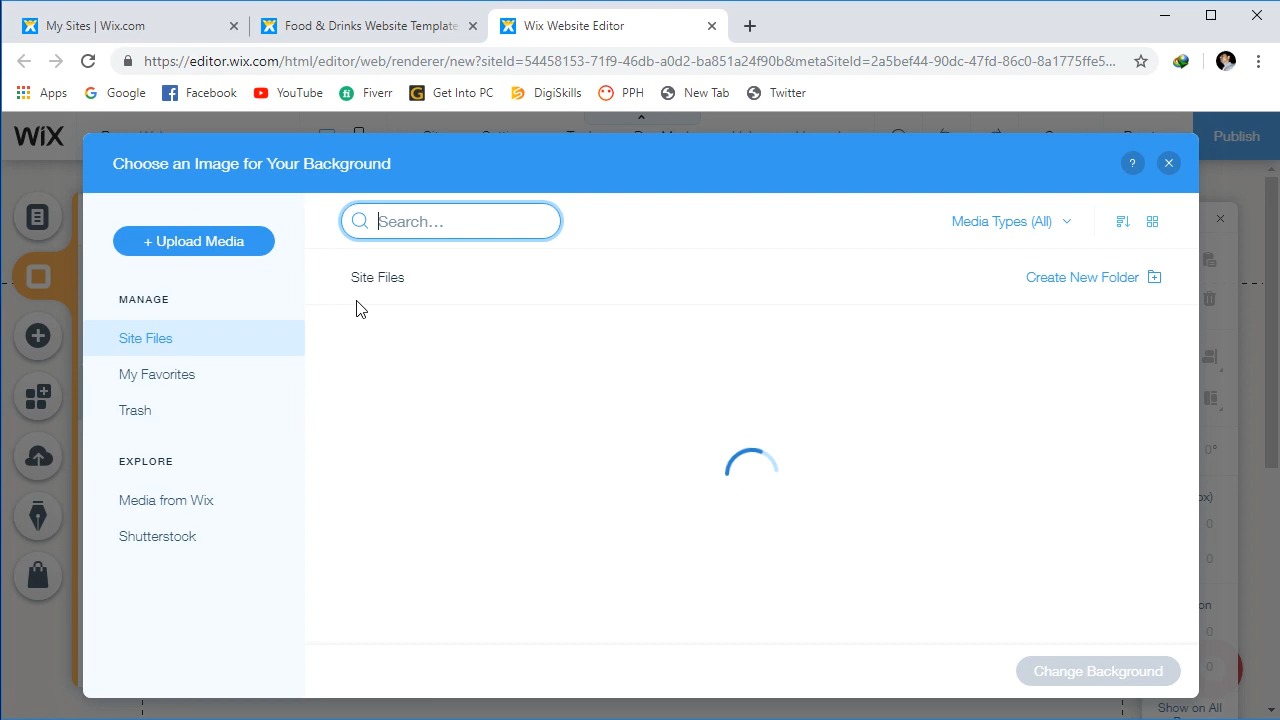 My Sites | Wix.com
Food & Drinks Website Template
Wix Website Editor
https://editor.wix.com/html/editor/web/renderer/new?siteId=f4458153-71f9-46db-a0d2-ba851a24f90b&metaSiteId=2a5bef44-90dc-47fd-86c0-8a1775ffe5...
Apps Google Facebook YouTube Fiverr Get Into PC DigiSkills PPH New Tab Twitter
WiX
Publish
Choose an Image for Your Background
?
+ Upload Media
Search...
Media Types (All)
MANAGE
Site Files
Create New Folder
Site Files
My Favorites
Trash
EXPLORE
Media from Wix
Shutterstock
Change Background
Show on All